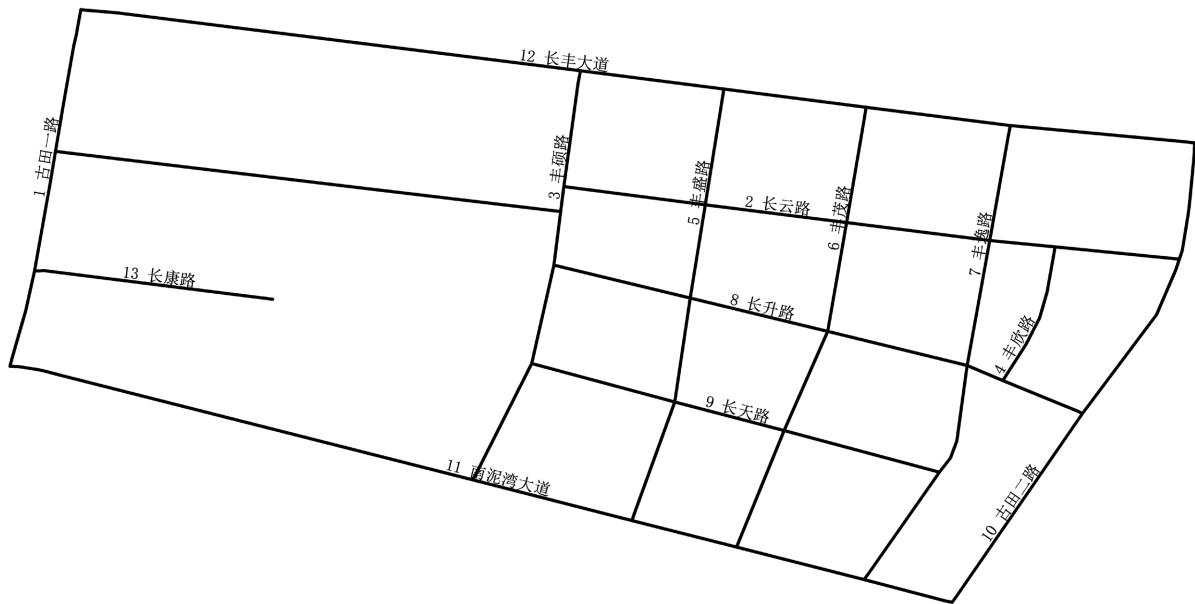 12 长丰大道
1 古田一路
3 丰硕路
5 丰盛路
2 长云路
6 丰茂路
7 丰逸路
13 长康路
8 长升路
4 丰欣路
9 长天路
11 南泥湾大道
10 古田二路